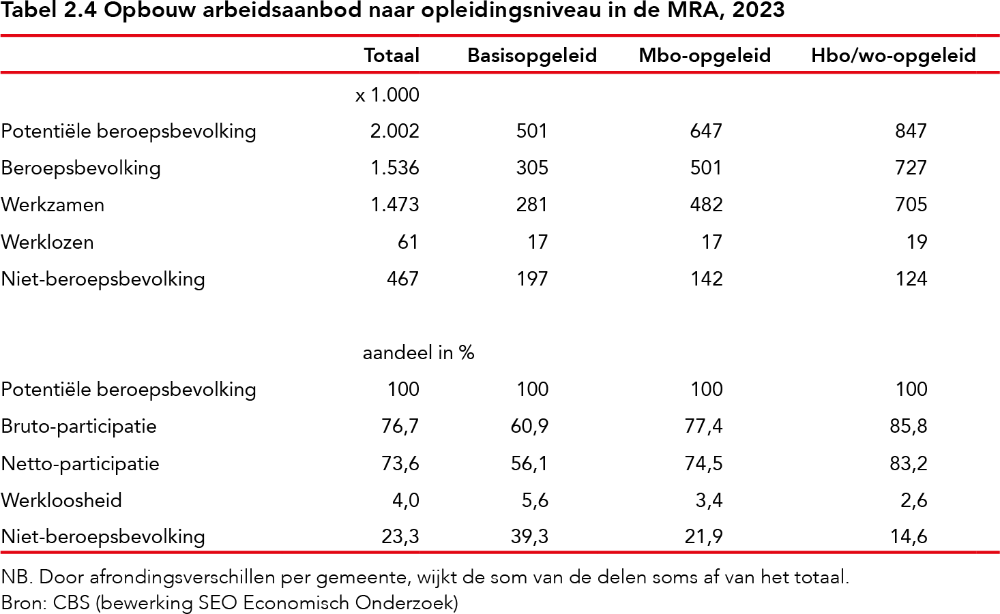 Tabel 2.4 Opbouw arbeidsaanbod naar opleidingsniveau in de MRA, 2023
Totaal Basisopgeleid Mbo-opgeleid Hbo/wo-opgeleid
x 1.000
Potentiële beroepsbevolking 2.002 501 647 847
Beroepsbevolking 1.536 305 501 727
Werkzamen 1.473 281 482 705
Werklozen 61 17 17 19
Niet-beroepsbevolking 467 197 142 124
aandeel in %
Potentiële beroepsbevolking 100 100 100 100
Bruto-participatie 76,7 60,9 77,4 85,8
Netto-participatie 73,6 56,1 74,5 83,2
Werkloosheid 4,0 5,6 3,4 2,6
Niet-beroepsbevolking 23,3 39,3 21,9 14,6
NB. Door afrondingsverschillen per gemeente, wijkt de som van de delen soms af van het totaal.
Bron: CBS (bewerking SEO Economisch Onderzoek)